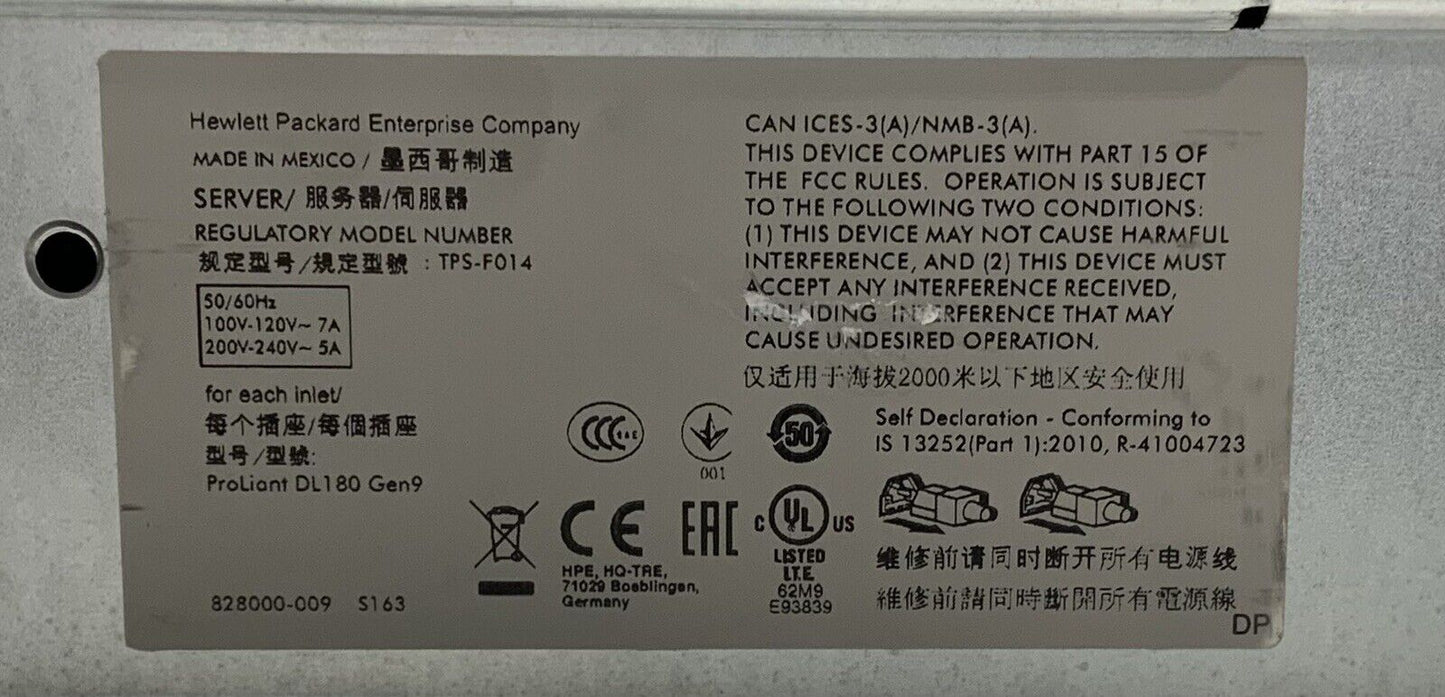 Hewlett Packard Enterprise Company
MADE IN MEXICO / 墨西哥制造
SERVER/ 服务器/伺服器
REGULATORY MODEL NUMBER
规定型号/規定型號 : TPS-F014
50/60Hz
100V-120V~ 7A
200V-240V~ 5A
for each inlet/
每个插座/每個插座
型号/型號:
ProLiant DL180 Gen9
828000-009 S163
CAN ICES-3(A)/NMB-3(A).
THIS DEVICE COMPLIES WITH PART 15 OF
THE FCC RULES. OPERATION IS SUBJECT
TO THE FOLLOWING TWO CONDITIONS:
(1) THIS DEVICE MAY NOT CAUSE HARMFUL
INTERFERENCE, AND (2) THIS DEVICE MUST
ACCEPT ANY INTERFERENCE RECEIVED,
INCLUDING INTERFERENCE THAT MAY
CAUSE UNDESIRED OPERATION.
仅适用于海拔2000米以下地区安全使用
CCC S&E
001
50
Self Declaration - Conforming to
IS 13252(Part 1):2010, R-41004723
CE
HPE, HQ-TRE,
71029 Boeblingen,
Germany
EAC
C UL US
LISTED
I.T.E.
62M9
E93839
维修前请同时断开所有电源线
維修前請同時斷開所有電源線
DP